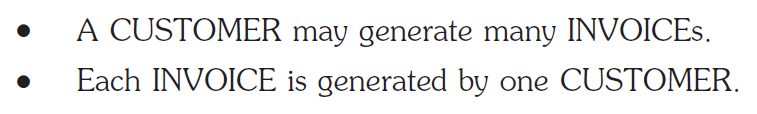 • A CUSTOMER may generate many INVOICEs.
• Each INVOICE is generated by one CUSTOMER.